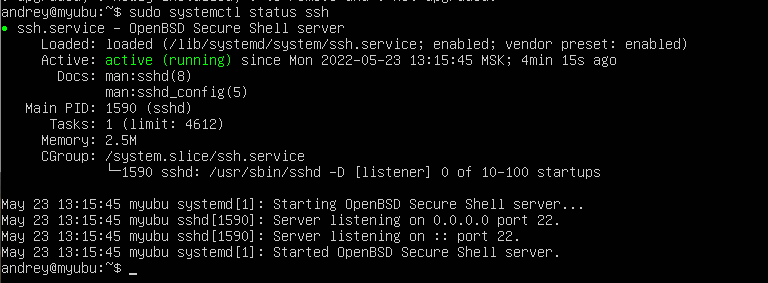 andrey@myubu:~$ sudo systemctl status ssh
● ssh.service - OpenBSD Secure Shell server
Loaded: loaded (/lib/systemd/system/ssh.service; enabled; vendor preset: enabled)
Active: active (running) since Mon 2022-05-23 13:15:45 MSK; 4min 15s ago
Docs: man:sshd(8)
man:sshd_config(5)
Main PID: 1590 (sshd)
Tasks: 1 (limit: 4612)
Memory: 2.5M
CGroup: /system.slice/ssh.service
└─1590 sshd: /usr/sbin/sshd -D [listener] 0 of 10-100 startups
May 23 13:15:45 myubu systemd[1]: Starting OpenBSD Secure Shell server...
May 23 13:15:45 myubu sshd[1590]: Server listening on 0.0.0.0 port 22.
May 23 13:15:45 myubu sshd[1590]: Server listening on :: port 22.
May 23 13:15:45 myubu systemd[1]: Started OpenBSD Secure Shell server.
andrey@myubu:~$ _